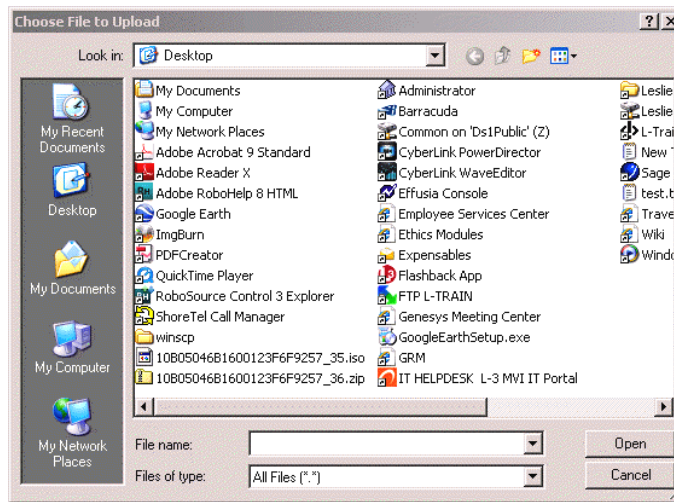 Choose File to Upload
Look in: Desktop
My Recent
Documents
Desktop
My Documents
My Computer
My Network
Places
My Documents
My Computer
My Network Places
Adobe Acrobat 9 Standard
Adobe Reader X
Adobe RoboHelp 8 HTML
Google Earth
ImgBurn
PDFCreator
QuickTime Player
RoboSource Control 3 Explorer
ShoreTel Call Manager
winscp
10B05046B1600123F6F9257_35.iso
10B05046B1600123F6F9257_36.zip
Administrator
Barracuda
Common on 'Ds1Public' (Z)
CyberLink PowerDirector
CyberLink WaveEditor
Effusia Console
Employee Services Center
Ethics Modules
Expensables
Flashback App
FTP L-TRAIN
Genesys Meeting Center
GoogleEarthSetup.exe
GRM
IT HELPDESK L-3 MVI IT Portal
Leslie
Leslie
L-Trai
New T
Sage
test.t
Trave
Wiki
Windo
File name:
Open
Files of type: All Files (*.*)
Cancel